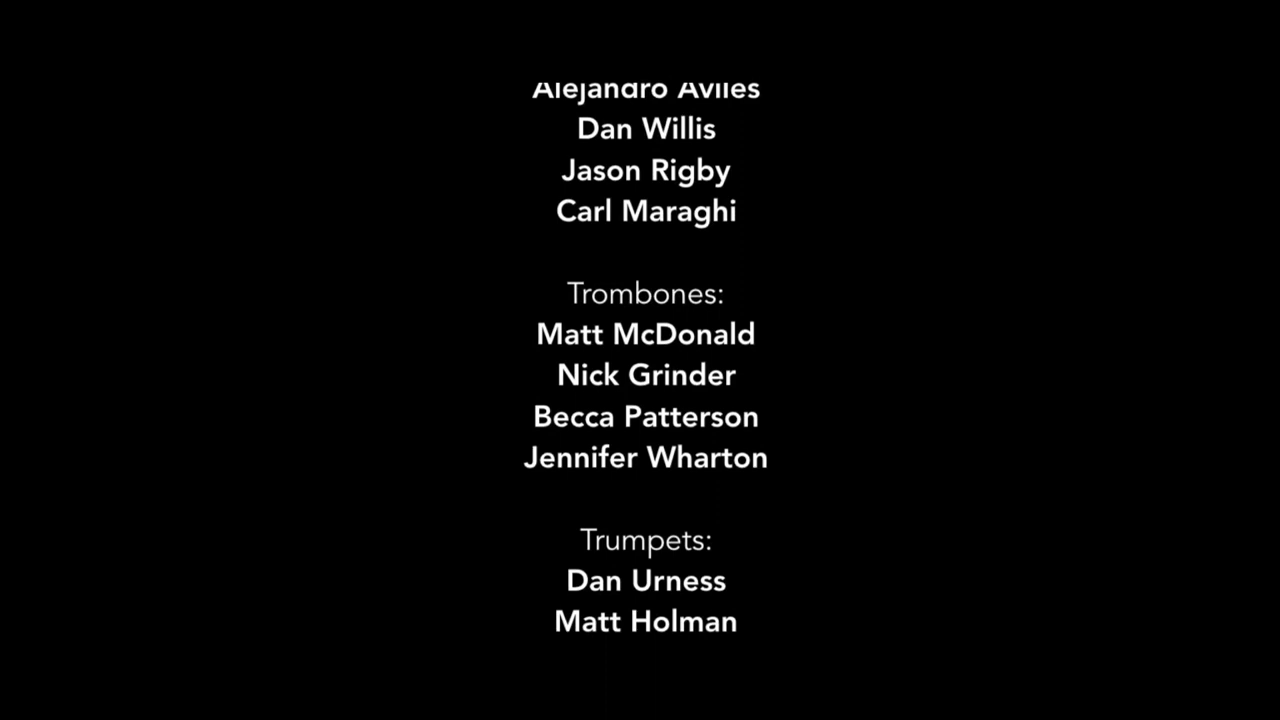 Alejandro Aviles
Dan Willis
Jason Rigby
Carl Maraghi
Trombones:
Matt McDonald
Nick Grinder
Becca Patterson
Jennifer Wharton
Trumpets:
Dan Urness
Matt Holman